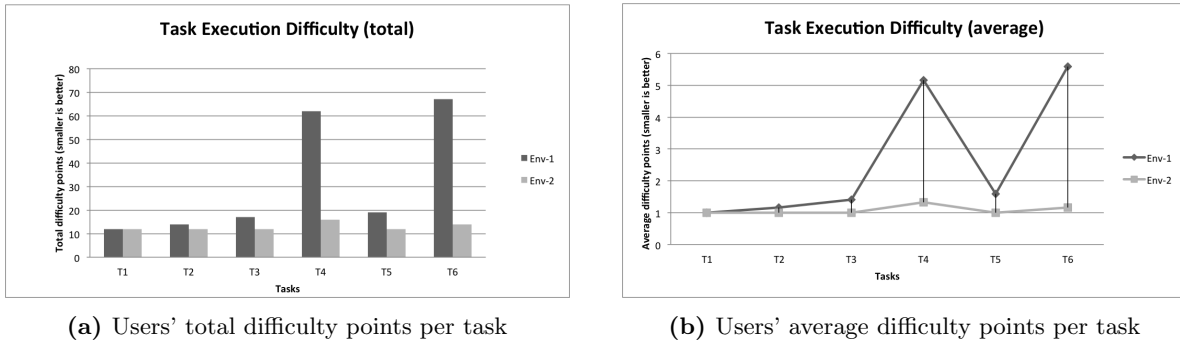 Task Execution Difficulty (total)
Total difficulty points (smaller is better)
80
70
60
50
40
30
20
10
0
T1 T2 T3 T4 T5 T6
Tasks
Env-1
Env-2
(a) Users' total difficulty points per task
Task Execution Difficulty (average)
Average difficulty points (smaller is better)
6
5
4
3
2
1
0
T1 T2 T3 T4 T5 T6
Tasks
Env-1
Env-2
(b) Users' average difficulty points per task